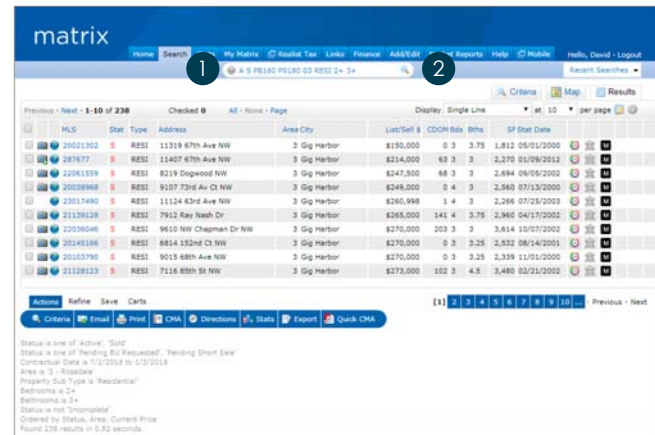 matrix
Home Search My Matrix Realist Tax Links Finance Add/Edit Reports Help Mobile Hello, David - Logout
1 A S PB180 PS180 03 RESI 2+ 3+ 2 Recent Searches
Criteria Map Results
Previous - Next - 1-10 of 238 Checked 0 All - None - Page Display Single Line at 10 per page
MLS Stat Type Address Area City List/Sell $ CDOM Bds Bths SF Stat Date
20021302 S RESI 11319 67th Ave NW 3 Gig Harbor $150,000 0 3 3.75 1,812 05/01/2000
287677 S RESI 11407 67th Ave NW 3 Gig Harbor $214,000 63 3 3 2,270 01/09/2012
22061559 S RESI 8219 Dogwood NW 3 Gig Harbor $247,500 68 3 3 2,694 09/05/2002
20038968 S RESI 9107 73rd Av Ct NW 3 Gig Harbor $249,000 0 4 3 2,560 07/13/2000
23017490 S RESI 11124 63rd Ave NW 3 Gig Harbor $260,998 1 4 3 2,266 07/25/2003
21139128 S RESI 7912 Ray Nash Dr 3 Gig Harbor $265,000 141 4 3.75 2,960 04/17/2002
22036046 S RESI 9610 NW Chapman Dr NW 3 Gig Harbor $270,000 203 3 3 3,614 10/07/2002
20145166 S RESI 6814 152nd Ct NW 3 Gig Harbor $270,000 0 3 3.25 2,532 08/14/2001
20103790 S RESI 9015 68th Ave NW 3 Gig Harbor $270,000 0 3 3.25 2,339 11/01/2000
21128123 S RESI 7116 85th St NW 3 Gig Harbor $273,000 102 3 4.5 3,480 02/21/2002
Actions Refine Save Carts [1] 2 3 4 5 6 7 8 9 10 ... - Previous - Next
Criteria Email Print CMA Directions Stats Export Quick CMA
Status is one of 'Active', 'Sold'
Status is one of 'Pending BU Requested', 'Pending Short Sale'
Contractual Date is 7/2/2018 to 1/3/2018
Area is '3 - Rosedale'
Property Sub Type is 'Residential'
Bedrooms is 2+
Bathrooms is 3+
Status is not 'Incomplete'
Ordered by Status, Area, Current Price
Found 238 results in 0.52 seconds.